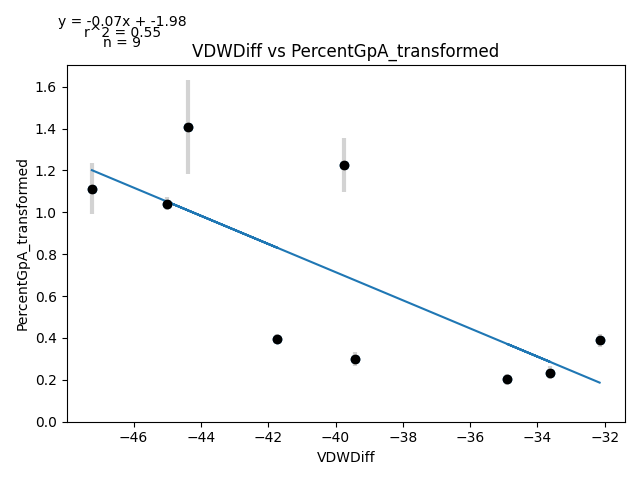 y = -0.07x + -1.98
r^2 = 0.55
n = 9
VDWDiff vs PercentGpA_transformed
PercentGpA_transformed
1.6
1.4
1.2
1.0
0.8
0.6
0.4
0.2
0.0
−46 −44 −42 −40 −38 −36 −34 −32
VDWDiff